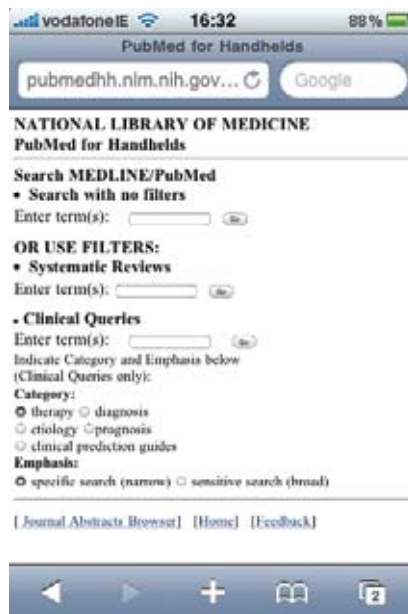 vodafoneIE 16:32 88%
PubMed for Handhelds
pubmedhh.nlm.nih.gov... Google
NATIONAL LIBRARY OF MEDICINE
PubMed for Handhelds
Search MEDLINE/PubMed
• Search with no filters
Enter term(s): Go
OR USE FILTERS:
• Systematic Reviews
Enter term(s): Go
• Clinical Queries
Enter term(s): Go
Indicate Category and Emphasis below
(Clinical Queries only):
Category:
therapy diagnosis
etiology prognosis
clinical prediction guides
Emphasis:
specific search (narrow) sensitive search (broad)
[ Journal Abstracts Browser] [Home] [Feedback]
2